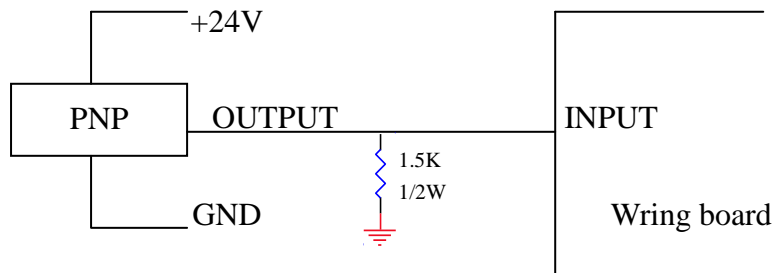 +24V
PNP
OUTPUT
INPUT
1.5K
1/2W
GND
Wring board